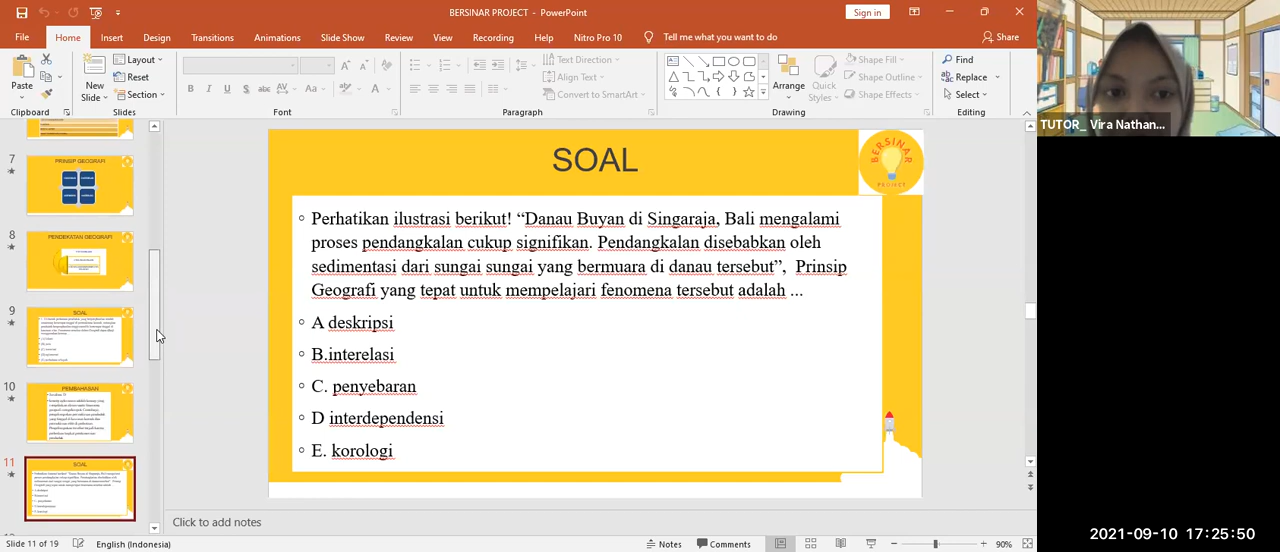 BERSINAR PROJECT - PowerPoint
Sign in
File Home Insert Design Transitions Animations Slide Show Review View Recording Help Nitro Pro 10 Tell me what you want to do Share
Paste
New Slide
Layout
Reset
Section
Text Direction
Align Text
Convert to SmartArt
Arrange
Quick Styles
Shape Fill
Shape Outline
Shape Effects
Find
Replace
Select
Clipboard Slides Font Paragraph Drawing Editing
TUTOR_ Vira Nathan...
7
PRINSIP GEOGRAFI
8
PENDEKATAN GEOGRAFI
9
SOAL
10
PEMBAHASAN
11
SOAL
SOAL
BERSINAR
PROJECT
Perhatikan ilustrasi berikut! “Danau Buyan di Singaraja, Bali mengalami
proses pendangkalan cukup signifikan. Pendangkalan disebabkan oleh
sedimentasi dari sungai sungai yang bermuara di danau tersebut”, Prinsip
Geografi yang tepat untuk mempelajari fenomena tersebut adalah ...
A deskripsi
B.interelasi
C. penyebaran
D interdependensi
E. korologi
Click to add notes
Slide 11 of 19 English (Indonesia) Notes Comments 90%
2021-09-10 17:25:50